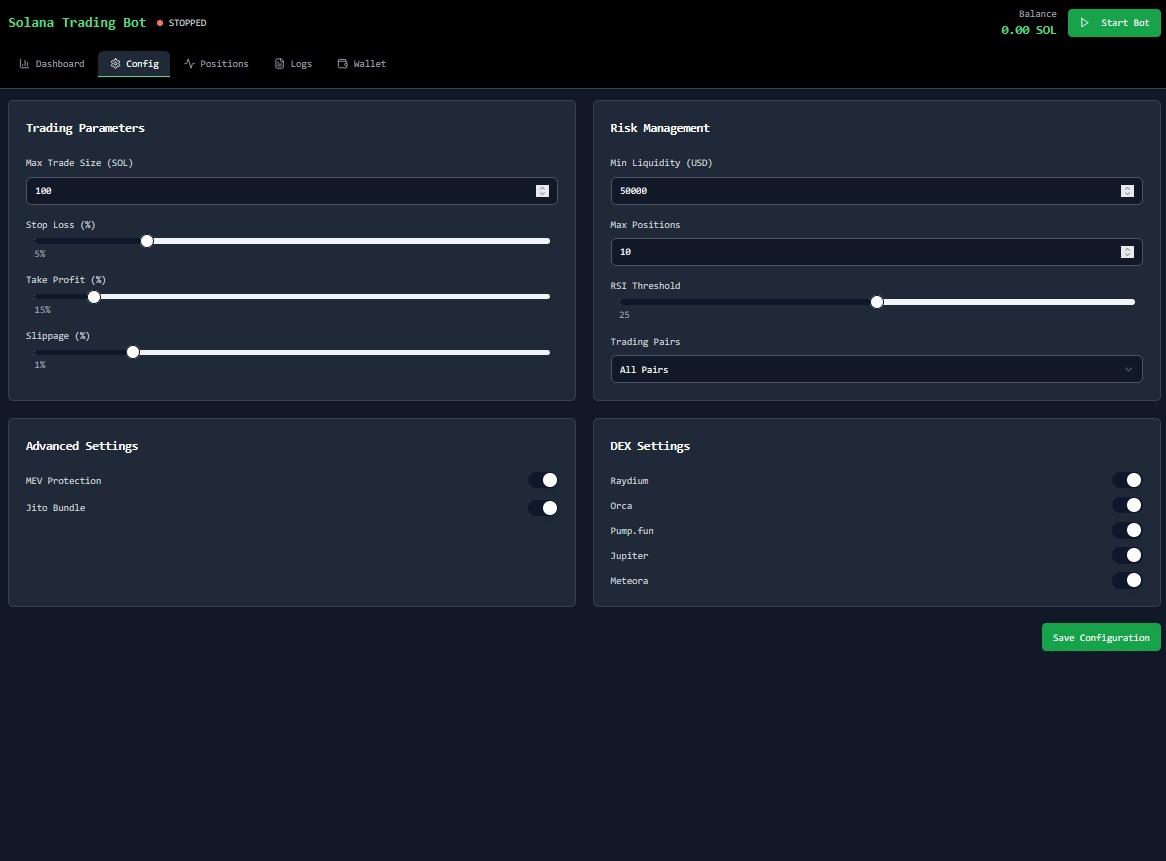 Solana Trading Bot
STOPPED
Balance
0.00 SOL
Start Bot
Dashboard
Config
Positions
Logs
Wallet
Trading Parameters
Max Trade Size (SOL)
100
Stop Loss (%)
5%
Take Profit (%)
15%
Slippage (%)
1%
Risk Management
Min Liquidity (USD)
50000
Max Positions
10
RSI Threshold
25
Trading Pairs
All Pairs
Advanced Settings
MEV Protection
Jito Bundle
DEX Settings
Raydium
Orca
Pump.fun
Jupiter
Meteora
Save Configuration